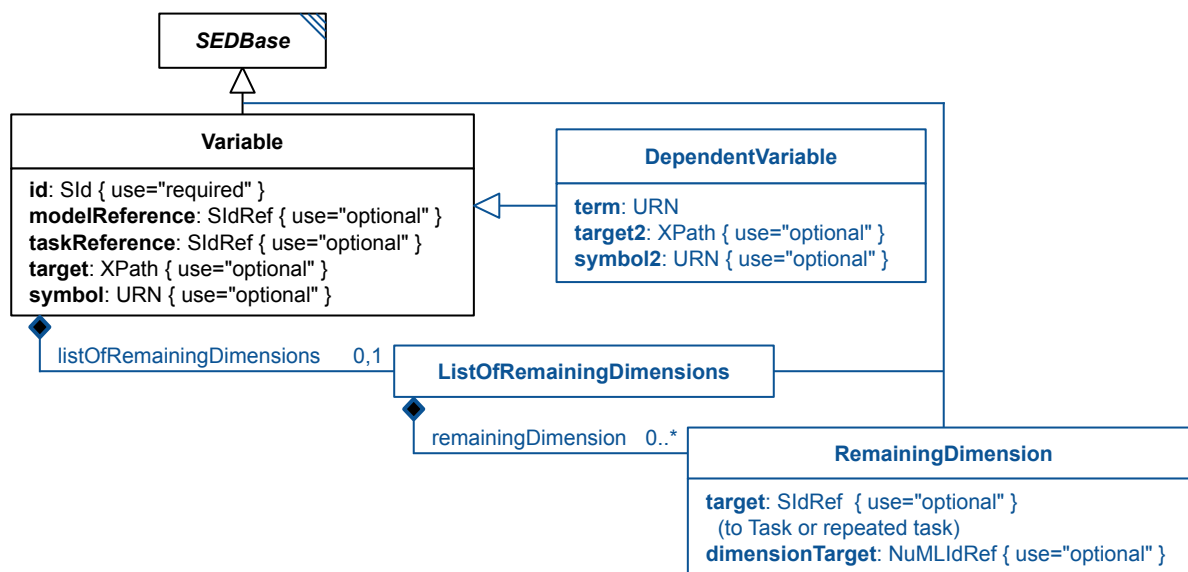 SEDBase
Variable
id: SId { use="required" }
modelReference: SIdRef { use="optional" }
taskReference: SIdRef { use="optional" }
target: XPath { use="optional" }
symbol: URN { use="optional" }
DependentVariable
term: URN
target2: XPath { use="optional" }
symbol2: URN { use="optional" }
listOfRemainingDimensions 0,1
ListOfRemainingDimensions
remainingDimension 0..*
RemainingDimension
target: SIdRef { use="optional" }
(to Task or repeated task)
dimensionTarget: NuMLIdRef { use="optional" }